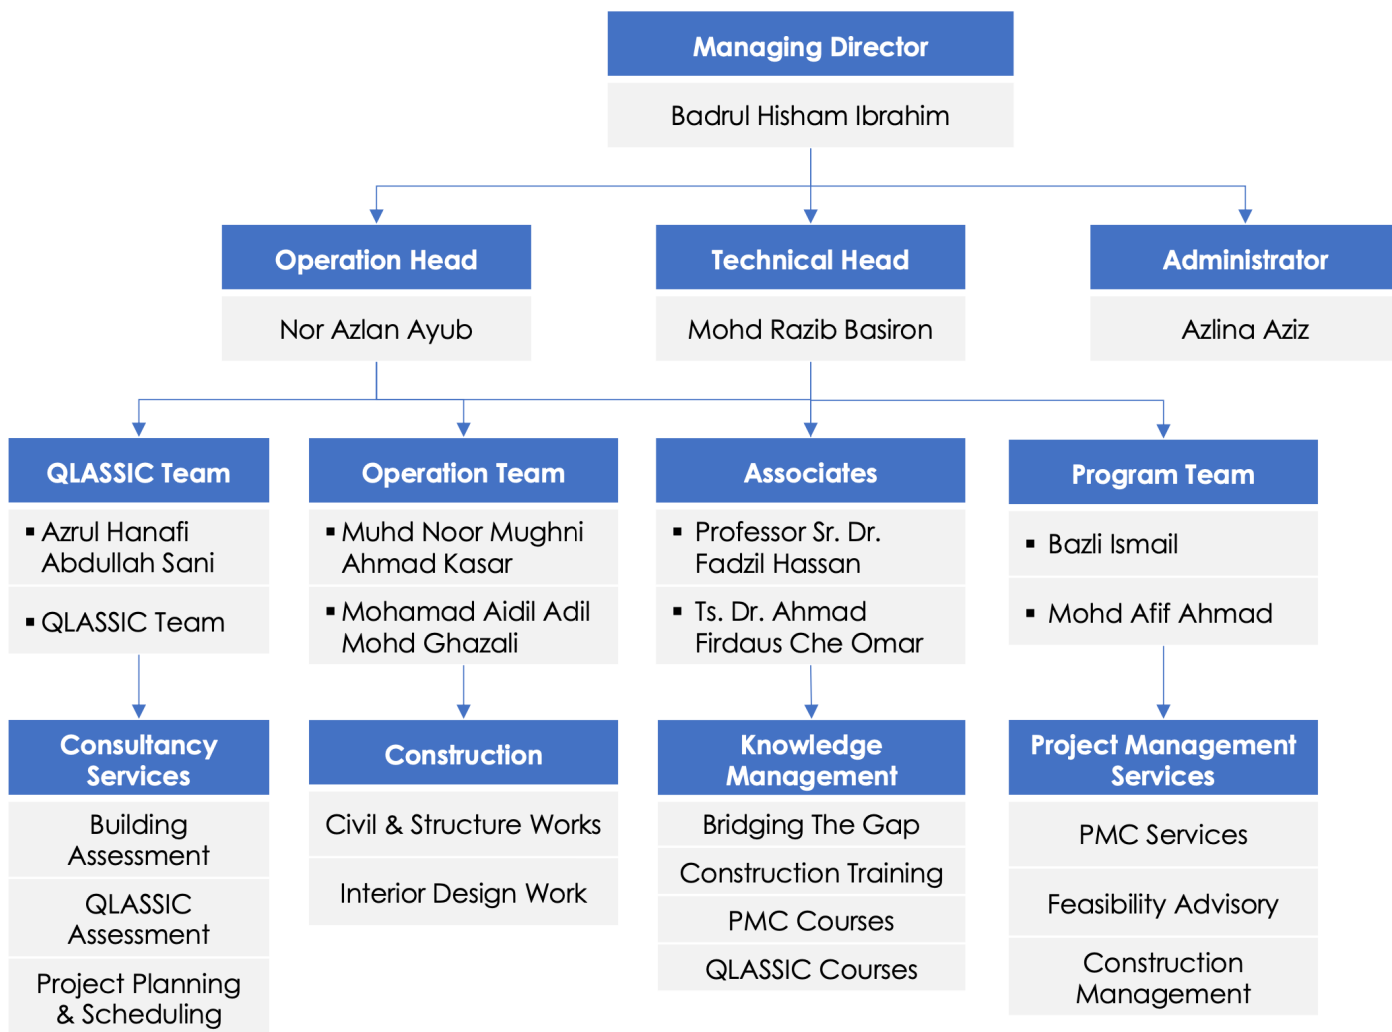 Managing Director
Badrul Hisham Ibrahim
Operation Head
Nor Azlan Ayub
Technical Head
Mohd Razib Basiron
Administrator
Azlina Aziz
QLASSIC Team
▪ Azrul Hanafi
Abdullah Sani
▪ QLASSIC Team
Operation Team
▪ Muhd Noor Mughni
Ahmad Kasar
▪ Mohamad Aidil Adil
Mohd Ghazali
Associates
▪ Professor Sr. Dr.
Fadzil Hassan
▪ Ts. Dr. Ahmad
Firdaus Che Omar
Program Team
▪ Bazli Ismail
▪ Mohd Afif Ahmad
Consultancy
Services
Building
Assessment
QLASSIC
Assessment
Project Planning
& Scheduling
Construction
Civil & Structure Works
Interior Design Work
Knowledge
Management
Bridging The Gap
Construction Training
PMC Courses
QLASSIC Courses
Project Management
Services
PMC Services
Feasibility Advisory
Construction
Management